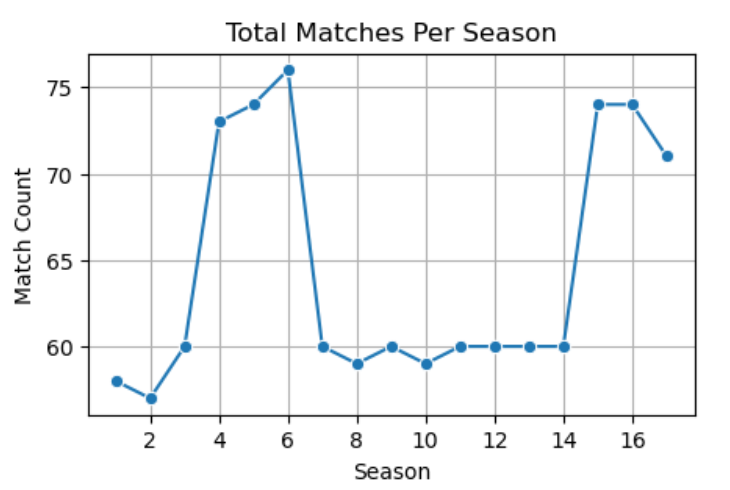 Total Matches Per Season
75
70
65
60
Match Count
2 4 6 8 10 12 14 16
Season